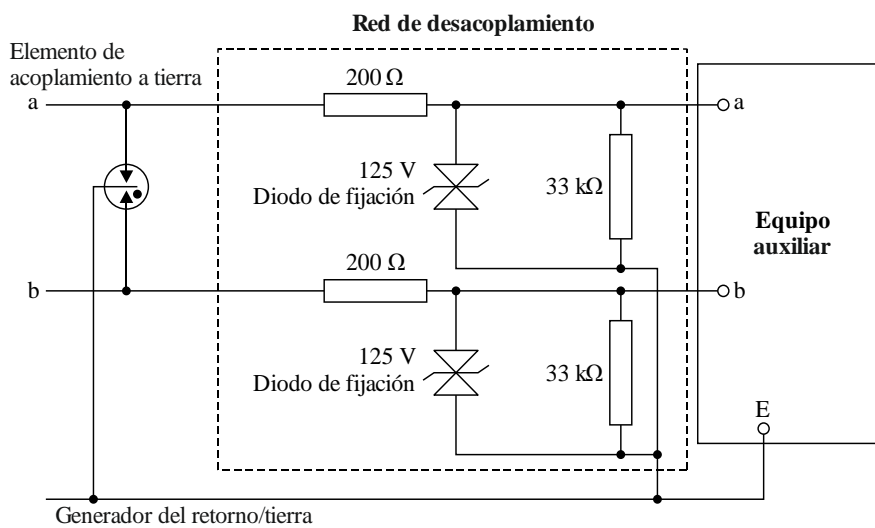 Red de desacoplamiento
Elemento de
acoplamiento a tierra
200 Ω
a
a
125 V
Diodo de fijación
33 kΩ
Equipo
auxiliar
200 Ω
b
b
125 V
Diodo de fijación
33 kΩ
E
Generador del retorno/tierra